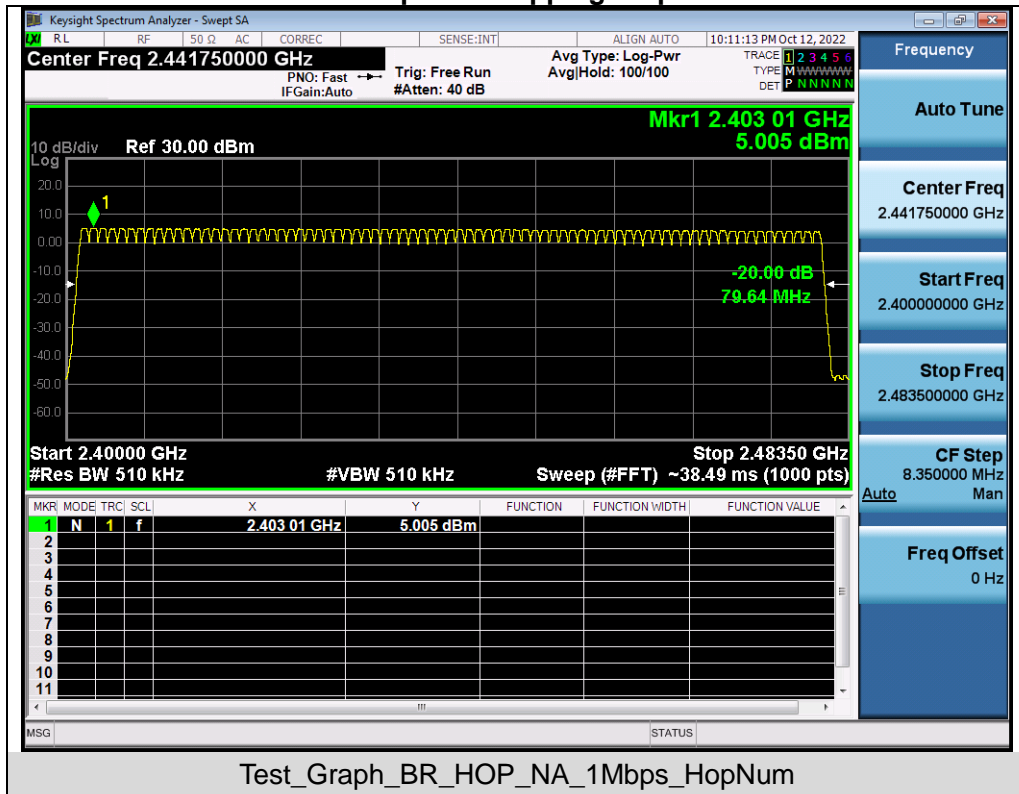 Keysight Spectrum Analyzer - Swept SA
LXI RL RF 50 Ω AC CORREC SENSE:INT ALIGN AUTO 10:11:13 PM Oct 12, 2022
Center Freq 2.441750000 GHz
PNO: Fast
IFGain:Auto
Trig: Free Run
#Atten: 40 dB
Avg Type: Log-Pwr
Avg|Hold: 100/100
TRACE 1 2 3 4 5 6
TYPE M WWWWW
DET P N N N N N
Mkr1 2.403 01 GHz
5.005 dBm
10 dB/div Ref 30.00 dBm
Log
20.0
10.0
0.00
-10.0
-20.0
-30.0
-40.0
-50.0
-60.0
1
-20.00 dB
79.64 MHz
Start 2.40000 GHz Stop 2.48350 GHz
#Res BW 510 kHz #VBW 510 kHz Sweep (#FFT) ~38.49 ms (1000 pts)
MKR MODE TRC SCL X Y FUNCTION FUNCTION WIDTH FUNCTION VALUE
1 N 1 f 2.403 01 GHz 5.005 dBm
2
3
4
5
6
7
8
9
10
11
MSG STATUS
Frequency
Auto Tune
Center Freq
2.441750000 GHz
Start Freq
2.400000000 GHz
Stop Freq
2.483500000 GHz
CF Step
8.350000 MHz
Auto Man
Freq Offset
0 Hz
Test_Graph_BR_HOP_NA_1Mbps_HopNum